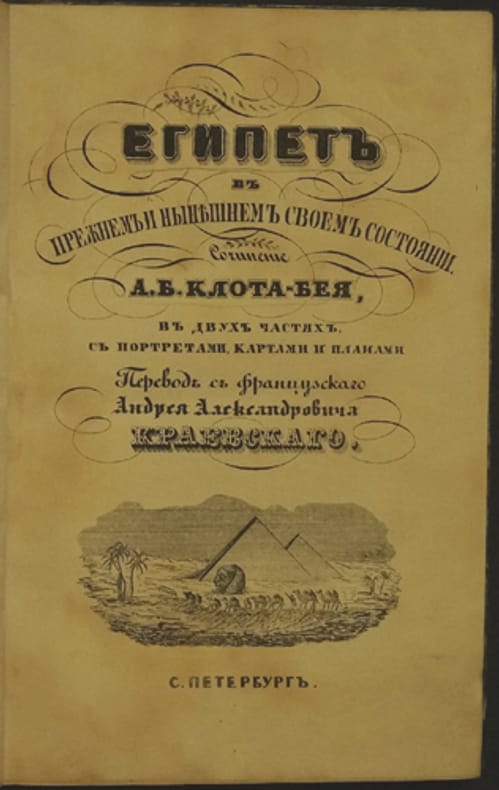 ЕГИПЕТЪ
ВЪ
ПРЕЖНЕМЪ И НЫНѢШНЕМЪ СВОЕМЪ СОСТОЯНІИ.
Сочиненіе
А. Б. КЛОТА-БЕЯ,
ВЪ ДВУХЪ ЧАСТЯХЪ,
СЪ ПОРТРЕТАМИ, КАРТАМИ И ПЛАНАМИ
Переводъ съ французскаго
Андрея Александровича
КРАЕВСКАГО.
С. ПЕТЕРБУРГЪ.